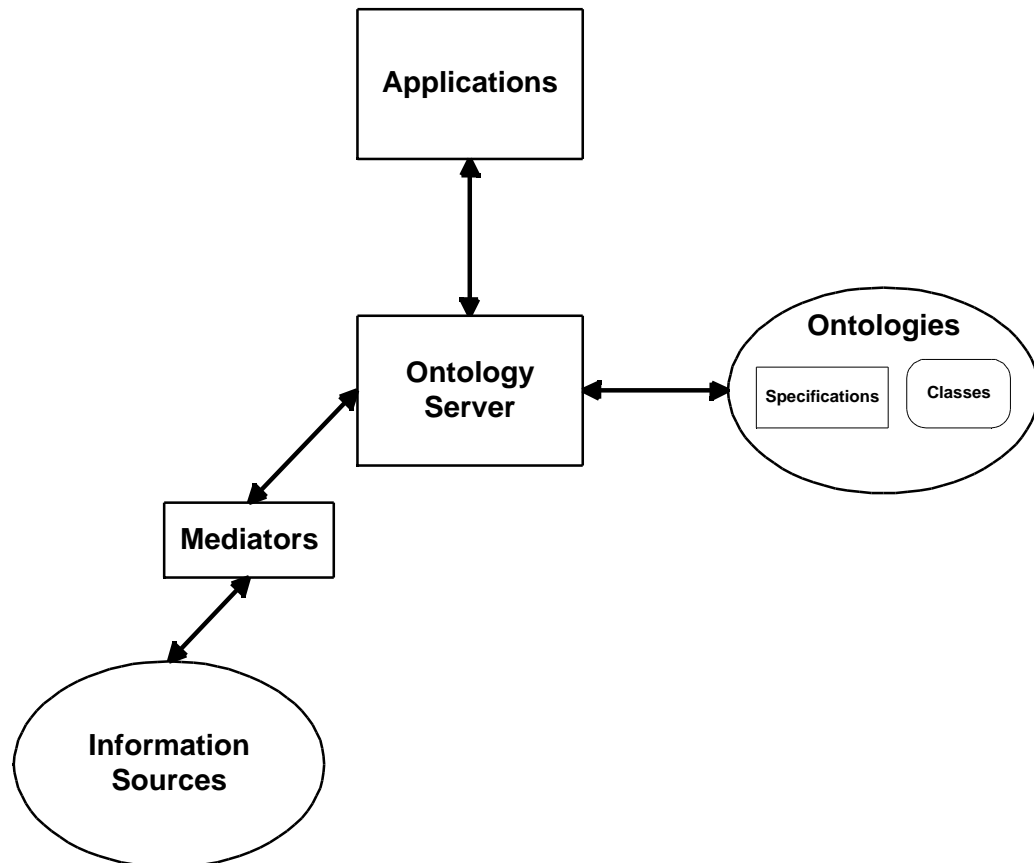 Applications
Ontologies
Ontology
Server
Specifications
Classes
Mediators
Information
Sources